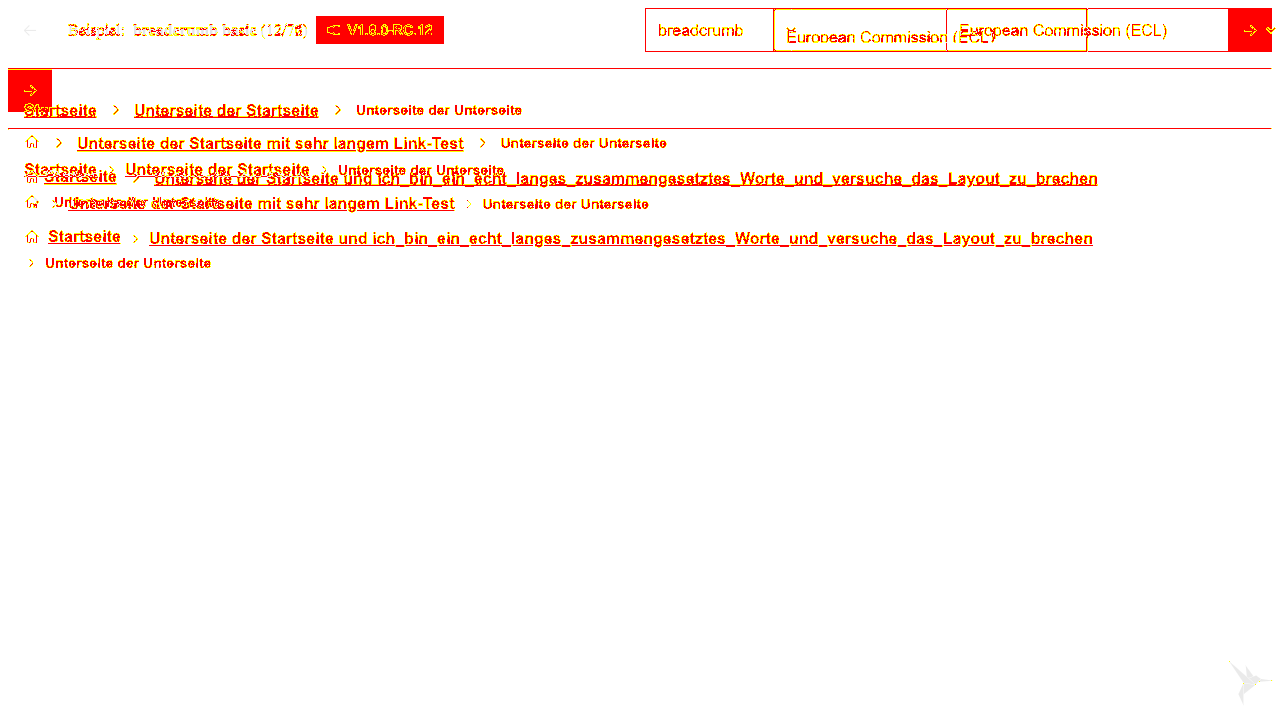 Beispiel: breadcrumb basic (12/76) V1.0.0-RC.12 breadcrumb European Commission (ECL) European Commission (ECL)
Startseite Unterseite der Startseite Unterseite der Unterseite
Unterseite der Startseite mit sehr langem Link-Test Unterseite der Unterseite
Startseite Unterseite der Startseite Unterseite der Unterseite
Startseite Unterseite der Startseite und ich_bin_ein_echt_langes_zusammengesetztes_Worte_und_versuche_das_Layout_zu_brechen
Unterseite der Startseite mit sehr langem Link-Test Unterseite der Unterseite
Startseite Unterseite der Startseite und ich_bin_ein_echt_langes_zusammengesetztes_Worte_und_versuche_das_Layout_zu_brechen
Unterseite der Unterseite